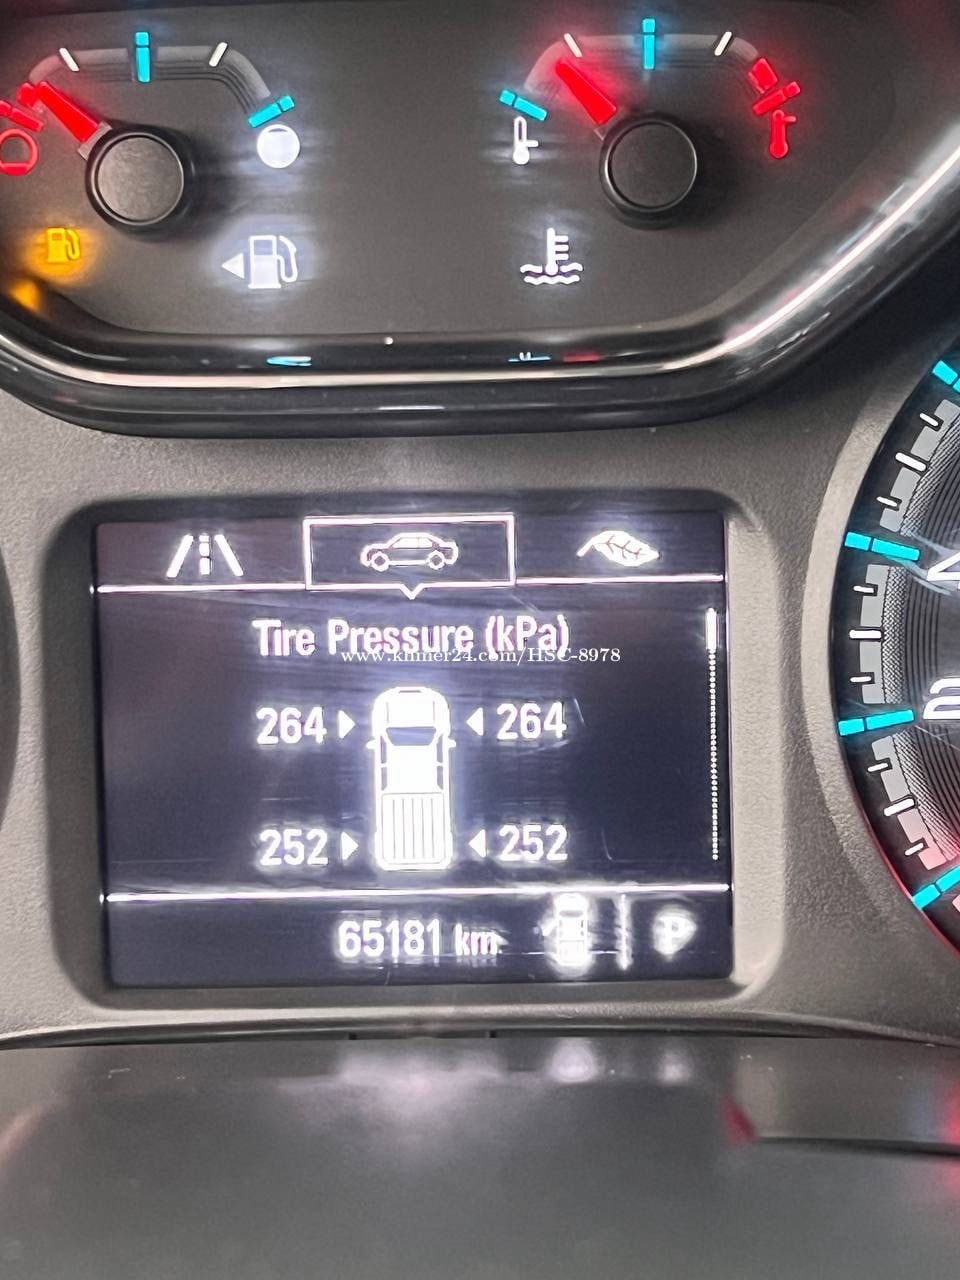 Tire Pressure (kPa)
www.khmer24.com/HSC-8978
264 264
252 252
65181 km
P